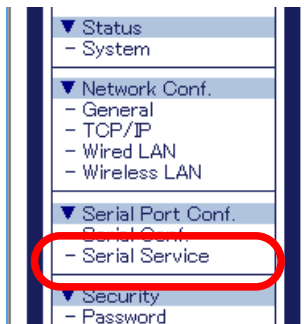 ▼ Status
- System
▼ Network Conf.
- General
- TCP/IP
- Wired LAN
- Wireless LAN
▼ Serial Port Conf.
- Serial Conf.
- Serial Service
▼ Security
- Password